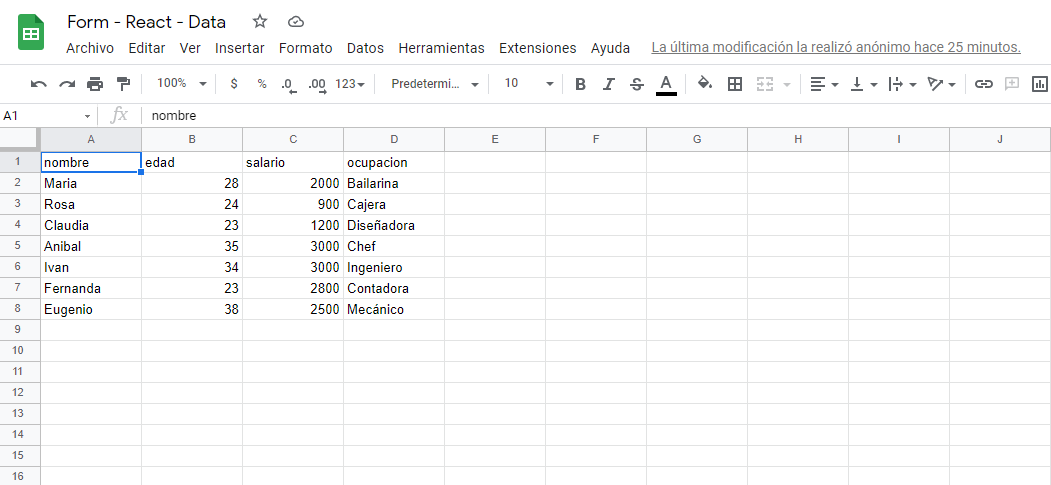 Form - React - Data
Archivo Editar Ver Insertar Formato Datos Herramientas Extensiones Ayuda La última modificación la realizó anónimo hace 25 minutos.
100% $ % .0 .00 123 Predetermi... 10 B I S A
A1 fx nombre
A B C D E F G H I J
1 nombre edad salario ocupacion
2 Maria 28 2000 Bailarina
3 Rosa 24 900 Cajera
4 Claudia 23 1200 Diseñadora
5 Anibal 35 3000 Chef
6 Ivan 34 3000 Ingeniero
7 Fernanda 23 2800 Contadora
8 Eugenio 38 2500 Mecánico
9
10
11
12
13
14
15
16